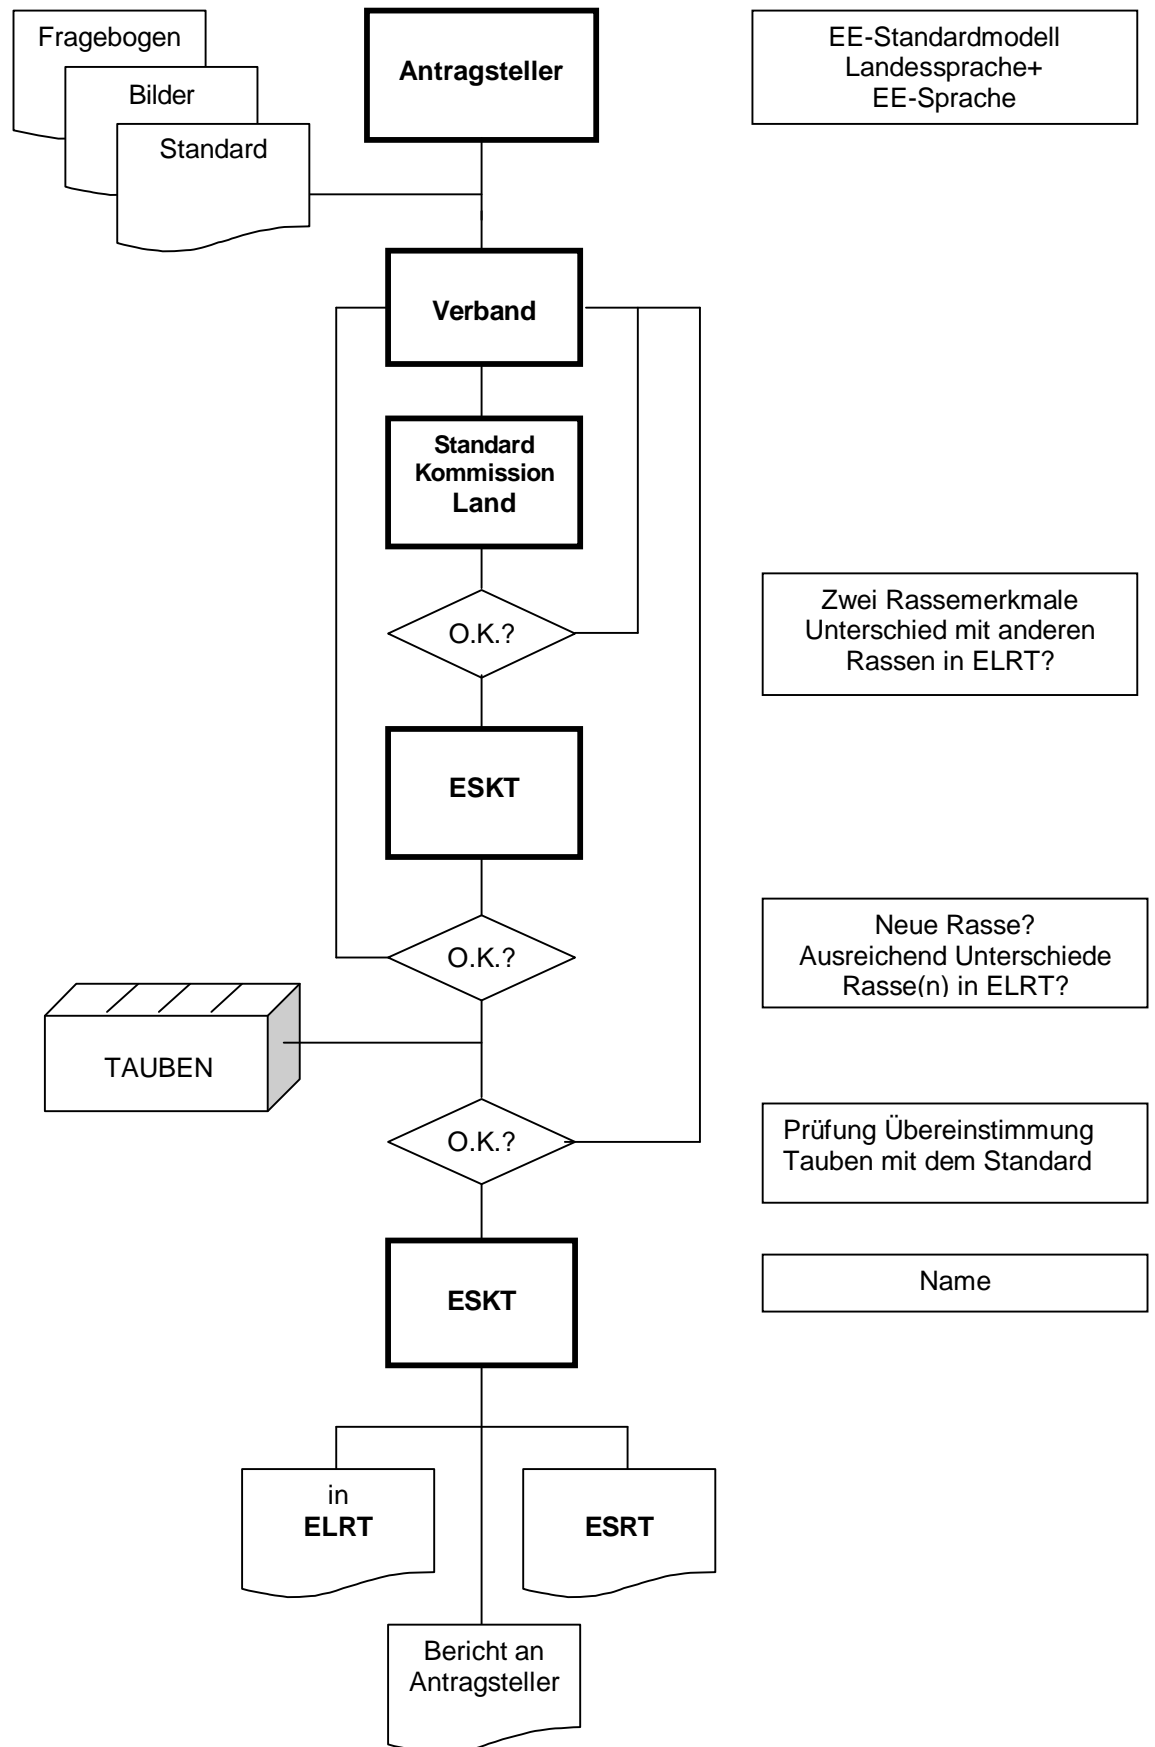 Fragebogen
Bilder
Standard
Antragsteller
EE-Standardmodell
Landessprache+
EE-Sprache
Verband
Standard
Kommission
Land
O.K.?
Zwei Rassemerkmale
Unterschied mit anderen
Rassen in ELRT?
ESKT
O.K.?
Neue Rasse?
Ausreichend Unterschiede
Rasse(n) in ELRT?
TAUBEN
O.K.?
Prüfung Übereinstimmung
Tauben mit dem Standard
ESKT
Name
in
ELRT
ESRT
Bericht an
Antragsteller